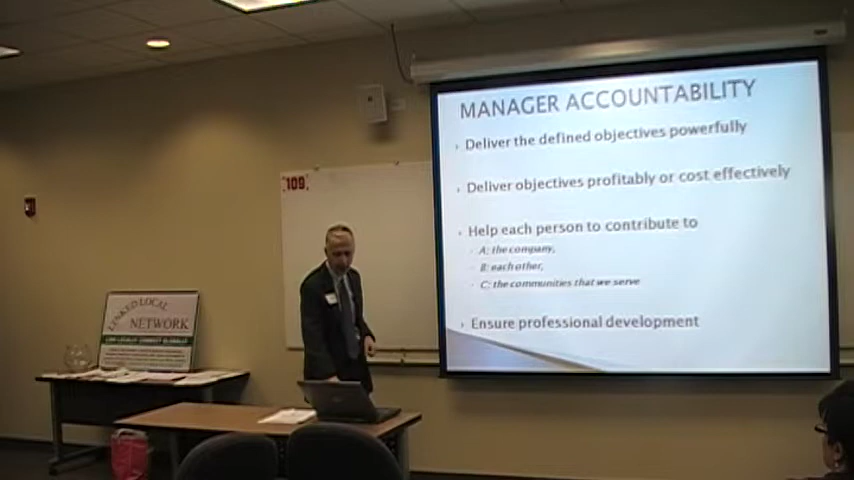 MANAGER ACCOUNTABILITY
Deliver the defined objectives powerfully
Deliver objectives profitably or cost effectively
Help each person to contribute to
A: the company,
B: each other,
C: the communities that we serve
Ensure professional development
109
LINKED LOCAL
NETWORK